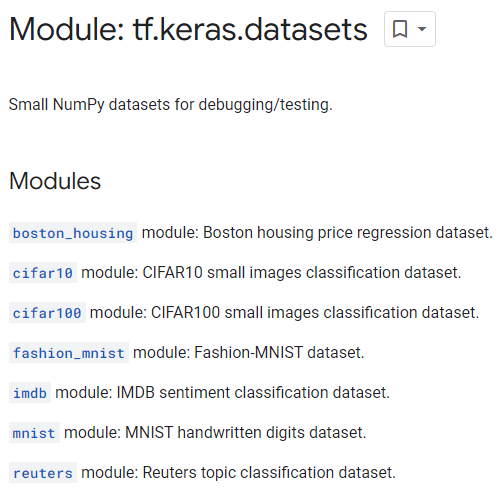 Module: tf.keras.datasets
Small NumPy datasets for debugging/testing.
Modules
boston_housing module: Boston housing price regression dataset.
cifar10 module: CIFAR10 small images classification dataset.
cifar100 module: CIFAR100 small images classification dataset.
fashion_mnist module: Fashion-MNIST dataset.
imdb module: IMDB sentiment classification dataset.
mnist module: MNIST handwritten digits dataset.
reuters module: Reuters topic classification dataset.